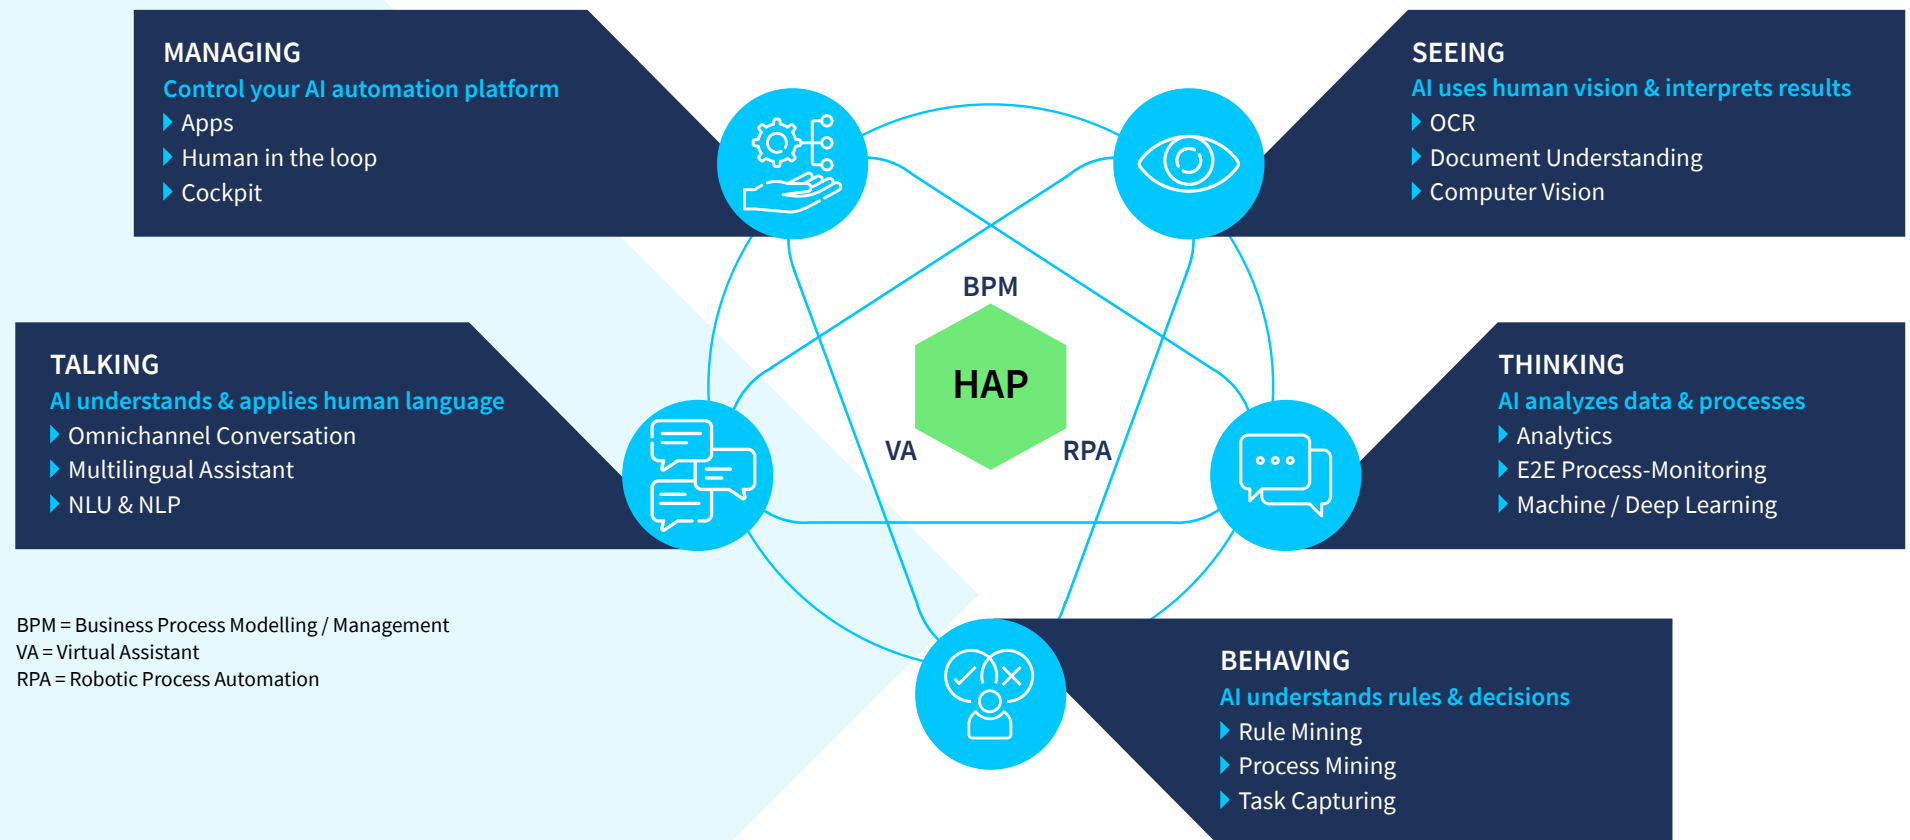 MANAGING
Control your AI automation platform
Apps
Human in the loop
Cockpit
SEEING
AI uses human vision & interprets results
OCR
Document Understanding
Computer Vision
BPM
HAP
VA
RPA
TALKING
AI understands & applies human language
Omnichannel Conversation
Multilingual Assistant
NLU & NLP
THINKING
AI analyzes data & processes
Analytics
E2E Process-Monitoring
Machine / Deep Learning
BPM = Business Process Modelling / Management
VA = Virtual Assistant
RPA = Robotic Process Automation
BEHAVING
AI understands rules & decisions
Rule Mining
Process Mining
Task Capturing